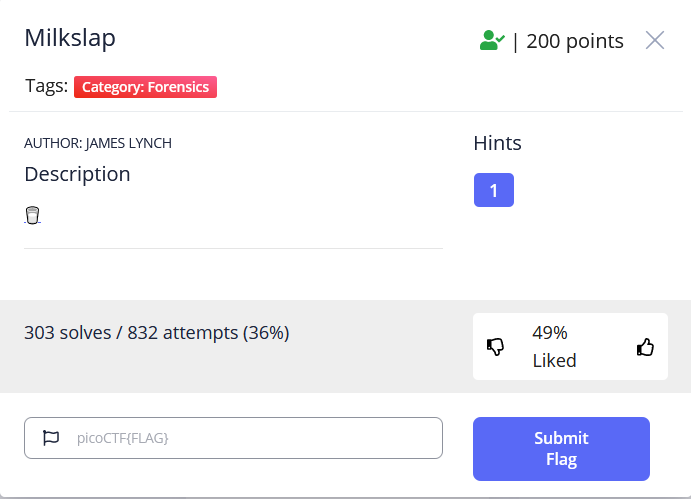 Milkslap
| 200 points
Tags: Category: Forensics
AUTHOR: JAMES LYNCH
Description
Hints
1
303 solves / 832 attempts (36%)
49%
Liked
picoCTF{FLAG}
Submit
Flag